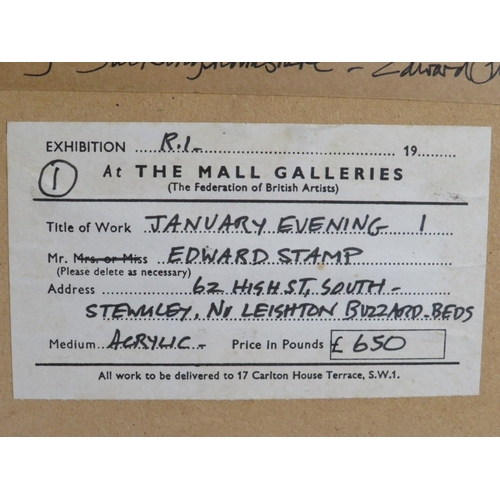 Buckinghamshire - Edward
EXHIBITION R.I. 19
1 At THE MALL GALLERIES
(The Federation of British Artists)
Title of Work JANUARY EVENING 1
Mr. Mrs. or Miss EDWARD STAMP
(Please delete as necessary)
Address 62 HIGH ST, SOUTH -
STEWKLEY, Nr LEIGHTON BUZZARD - BEDS
Medium ACRYLIC - Price in Pounds £ 650
All work to be delivered to 17 Carlton House Terrace, S.W.1.